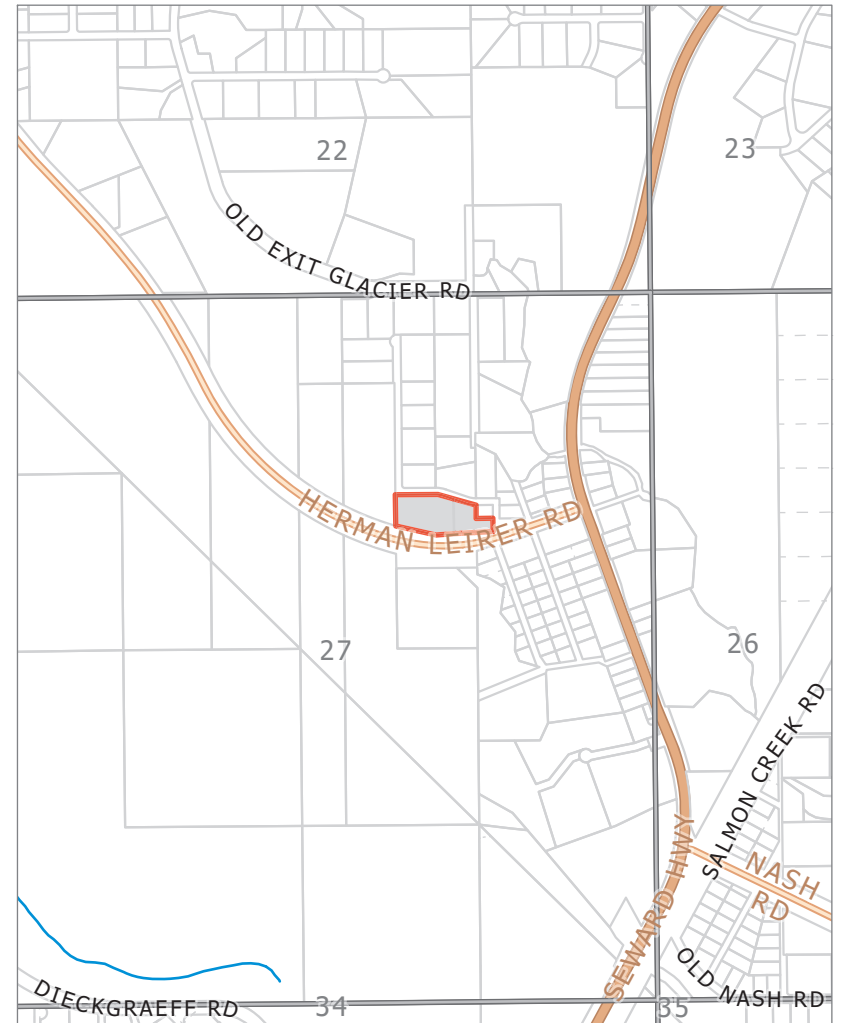 22
23
OLD EXIT GLACIER RD
HERMAN LEIRER RD
27
26
SALMON CREEK RD
SEWARD HWY
NASH
RD
OLD NASH RD
DIECKGRAEFF RD
34
35